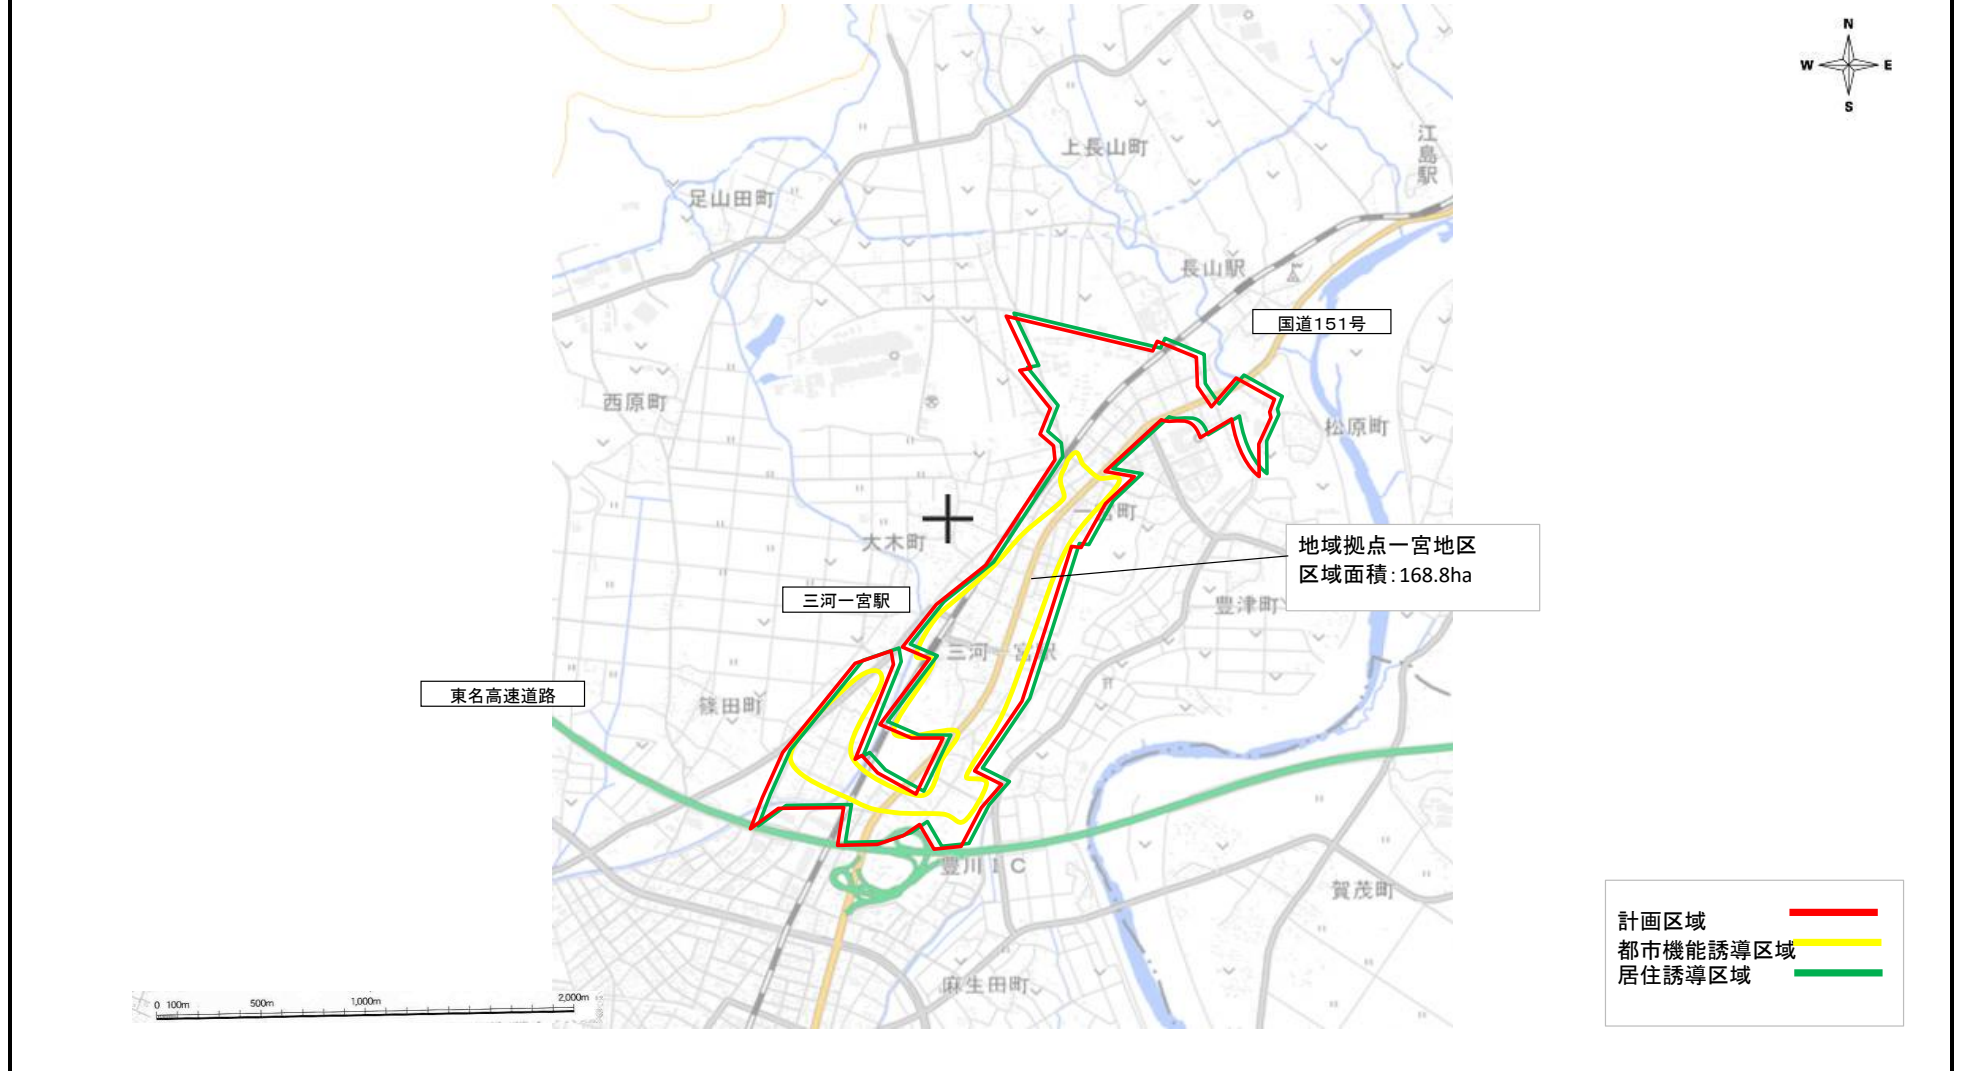 N
W E
S
江島駅
上長山町
足山田町
長山駅
国道151号
西原町
松原町
一宮町
大木町
地域拠点一宮地区
区域面積:168.8ha
三河一宮駅
豊津町
三河一宮駅
東名高速道路
篠田町
豊川IC
賀茂町
計画区域
都市機能誘導区域
居住誘導区域
麻生田町
0 100m 500m 1,000m 2,000m